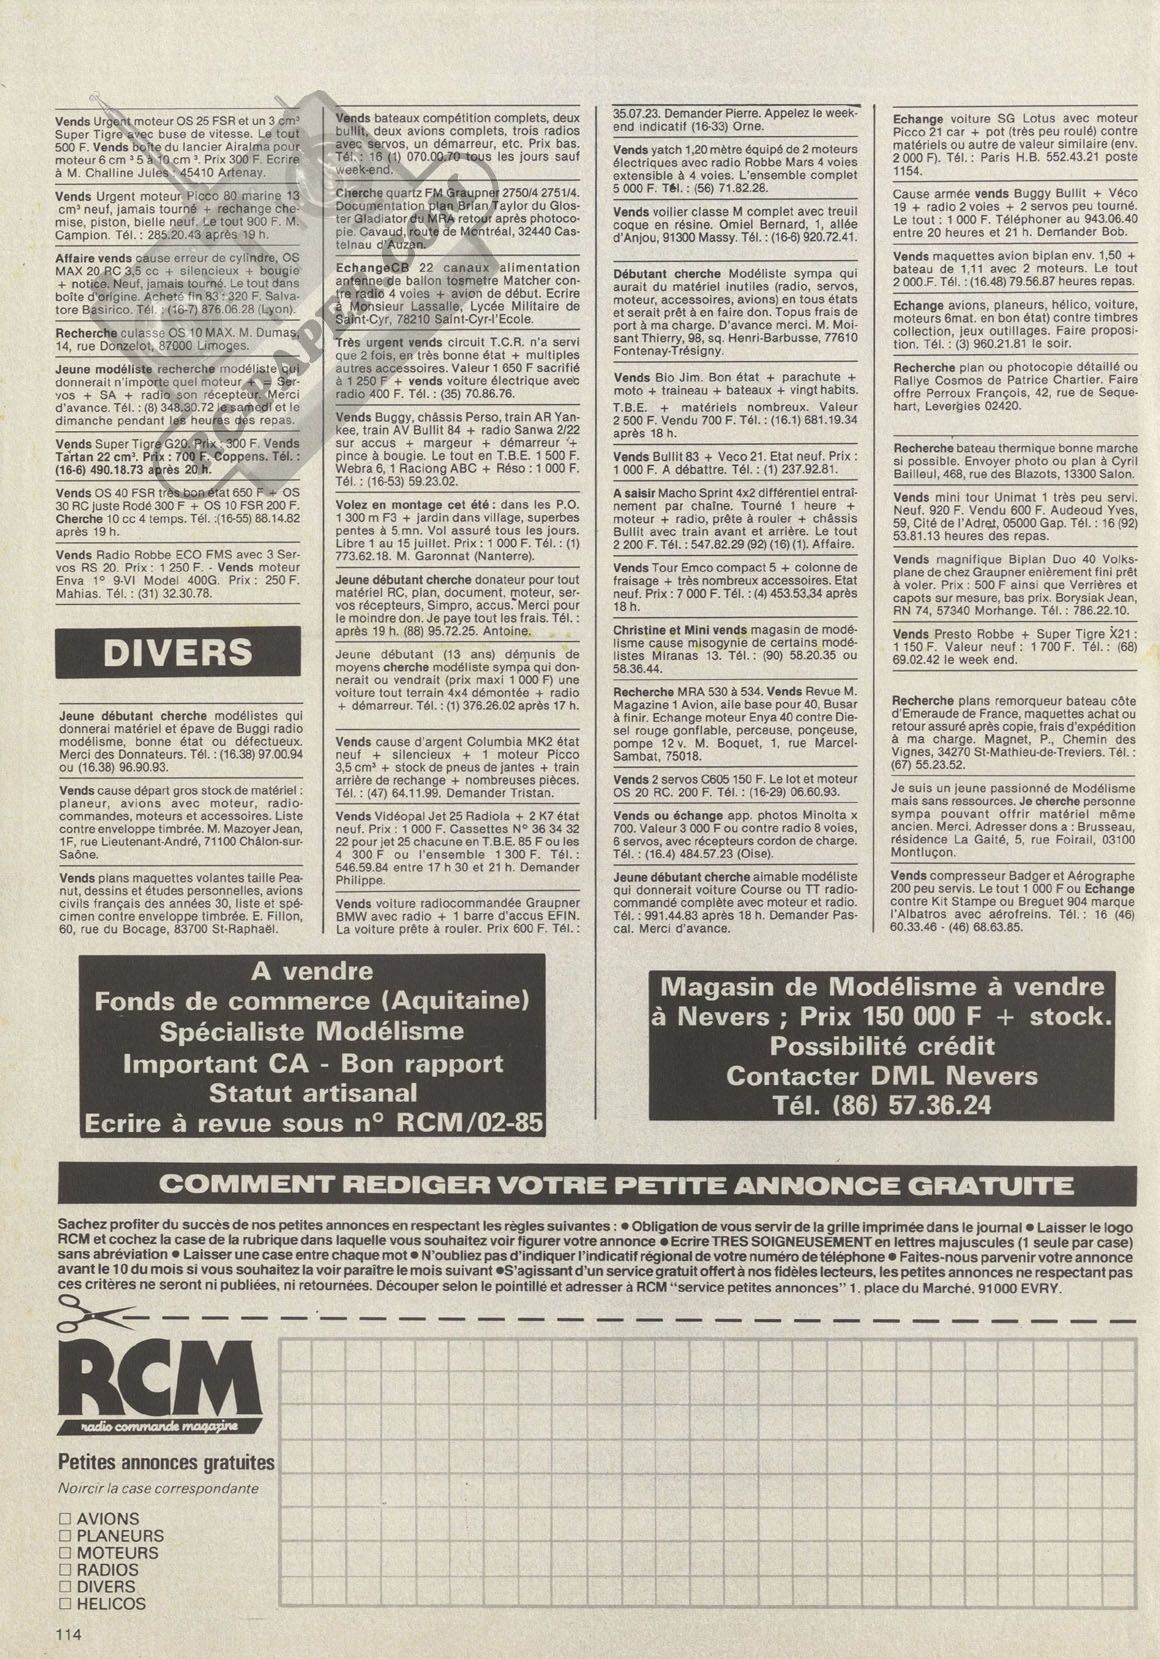 Vends Urgent moteur OS 25 FSR et un 3 cm³
Super Tigre avec buse de vitesse. Le tout
500 F. Vends boîte du lancier Airalma pour
moteur 6 cm³ 5 à 10 cm³. Prix 300 F. Ecrire
à M. Challine Jules : 45410 Artenay.
Vends Urgent moteur Picco 80 marine 13
cm³ neuf, jamais tourné + rechange che-
mise, piston, bielle neuf. Le tout 900 F. M.
Campion. Tél. : 285.20.43 après 19 h.
Affaire vends cause erreur de cylindre, OS
MAX 20 RC 3,5 cc + silencieux + bougie
+ notice. Neuf, jamais tourné. Le tout dans
boîte d'origine. Acheté fin 83 : 320 F. Salva-
tore Basirico. Tél. : (16-7) 876.06.28 (Lyon).
Recherche culasse OS 10 MAX. M. Dumas,
14, rue Donzelot, 87000 Limoges.
Jeune modéliste recherche modéliste qui
donnerait n'importe quel moteur + Ser-
vos + SA + radio son récepteur. Merci
d'avance. Tél. : (8) 348.30.72 le samedi et le
dimanche pendant les heures des repas.
Vends Super Tigre G20. Prix : 300 F. Vends
Tartan 22 cm³. Prix : 700 F. Coppens. Tél. :
(16-6) 490.18.73 après 20 h.
Vends OS 40 FSR très bon état 650 F + OS
30 RC juste Rodé 300 F + OS 10 FSR 200 F.
Cherche 10 cc 4 temps. Tél. :(16-55) 88.14.82
après 19 h.
Vends Radio Robbe ECO FMS avec 3 Ser-
vos RS 20. Prix : 1 250 F. - Vends moteur
Enva 1° 9-VI Model 400G. Prix : 250 F.
Mahias. Tél. : (31) 32.30.78.
DIVERS
Jeune débutant cherche modélistes qui
donnerai matériel et épave de Buggi radio
modélisme, bonne état ou défectueux.
Merci des Donnateurs. Tél. : (16.38) 97.00.94
ou (16.38) 96.90.93.
Vends cause départ gros stock de matériel :
planeur, avions avec moteur, radio-
commandes, moteurs et accessoires. Liste
contre enveloppe timbrée. M. Mazoyer Jean,
1F, rue Lieutenant-André, 71100 Châlon-sur-
Saône.
Vends plans maquettes volantes taille Pea-
nut, dessins et études personnelles, avions
civils français des années 30, liste et spé-
cimen contre enveloppe timbrée. E. Fillon,
60, rue du Bocage, 83700 St-Raphaël.
Vends bateaux compétition complets, deux
bullit, deux avions complets, trois radios
avec servos, un démarreur, etc. Prix bas.
Tél. : 16 (1) 070.00.70 tous les jours sauf
week-end.
Cherche quartz FM Graupner 2750/4 2751/4.
Documentation plan Brian Taylor du Glos-
ter Gladiator du MRA retour après photoco-
pie. Cavaud, route de Montréal, 32440 Cas-
telnau d'Auzan.
EchangeCB 22 canaux alimentation
antenne de ballon tosmetre Matcher con-
tre radio 4 voies + avion de début. Ecrire
à Monsieur Lassalle, Lycée Militaire de
Saint-Cyr, 78210 Saint-Cyr-l'Ecole.
Très urgent vends circuit T.C.R. n'a servi
que 2 fois, en très bonne état + multiples
autres accessoires. Valeur 1 650 F sacrifié
à 1 250 F + vends voiture électrique avec
radio 400 F. Tél. : (35) 70.86.76.
Vends Buggy, châssis Perso, train AR Yan-
kee, train AV Bullit 84 + radio Sanwa 2/22
sur accus + margeur + démarreur +
pince à bougie. Le tout en T.B.E. 1 500 F.
Webra 6, 1 Raciong ABC + Réso : 1 000 F.
Tél. : (16-53) 59.23.02.
Volez en montage cet été : dans les P.O.
1 300 m F3 + jardin dans village, superbes
pentes à 5 mn. Vol assuré tous les jours.
Libre 1 au 15 juillet. Prix : 1 000 F. Tél. : (1)
773.62.18. M. Garonnat (Nanterre).
Jeune débutant cherche donateur pour tout
matériel RC, plan, document, moteur, ser-
vos récepteurs, Simpro, accus. Merci pour
le moindre don. Je paye tout les frais. Tél. :
après 19 h. (88) 95.72.25. Antoine.
Jeune débutant (13 ans) démunis de
moyens cherche modéliste sympa qui don-
nerait ou vendrait (prix maxi 1 000 F) une
voiture tout terrain 4x4 démontée + radio
+ démarreur. Tél. : (1) 376.26.02 après 17 h.
Vends cause d'argent Columbia MK2 état
neuf + silencieux + 1 moteur Picco
3,5 cm³ + stock de pneus de jantes + train
arrière de rechange + nombreuses pièces.
Tél. : (47) 64.11.99. Demander Tristan.
Vends Vidéopal Jet 25 Radiola + 2 K7 état
neuf. Prix : 1 000 F. Cassettes N° 36 34 32
22 pour jet 25 chacune en T.B.E. 85 F ou les
4 300 F ou l'ensemble 1 300 F. Tél. :
546.59.84 entre 17 h 30 et 21 h. Demander
Philippe.
Vends voiture radiocommandée Graupner
BMW avec radio + 1 barre d'accus EFIN.
La voiture prête à rouler. Prix 600 F. Tél. :
35.07.23. Demander Pierre. Appelez le week-
end indicatif (16-33) Orne.
Vends yatch 1,20 mètre équipé de 2 moteurs
électriques avec radio Robbe Mars 4 voies
extensible à 4 voies. L'ensemble complet
5 000 F. Tél. : (56) 71.82.28.
Vends voilier classe M complet avec treuil
coque en résine. Omiel Bernard, 1, allée
d'Anjou, 91300 Massy. Tél. : (16-6) 920.72.41.
Débutant cherche Modéliste sympa qui
aurait du matériel inutiles (radio, servos,
moteur, accessoires, avions) en tous états
et serait prêt à en faire don. Topus frais de
port à ma charge. D'avance merci. M. Moi-
sant Thierry, 98, sq. Henri-Barbusse, 77610
Fontenay-Trésigny.
Vends Bio Jim. Bon état + parachute +
moto + traineau + bateaux + vingt habits.
T.B.E. + matériels nombreux. Valeur
2 500 F. Vendu 700 F. Tél. : (16.1) 681.19.34
après 18 h.
Vends Bullit 83 + Veco 21. Etat neuf. Prix :
1 000 F. A débattre. Tél. : (1) 237.92.81.
A saisir Macho Sprint 4x2 différentiel entraî-
nement par chaîne. Tourné 1 heure +
moteur + radio, prête à rouler + châssis
Bullit avec train avant et arrière. Le tout
2 200 F. Tél. : 547.82.29 (92) (16) (1). Affaire.
Vends Tour Emco compact 5 + colonne de
fraisage + très nombreux accessoires. Etat
neuf. Prix : 7 000 F. Tél. : (4) 453.53.34 après
18 h.
Christine et Mini vends magasin de modé-
lisme cause misogynie de certains modé-
listes Miranas 13. Tél. : (90) 58.20.35 ou
58.36.44.
Recherche MRA 530 à 534. Vends Revue M.
Magazine 1 Avion, aile base pour 40, Busar
à finir. Echange moteur Enya 40 contre Die-
sel rouge gonflable, perceuse, ponçeuse,
pompe 12 v. M. Boquet, 1, rue Marcel-
Sambat, 75018.
Vends 2 servos C605 150 F. Le lot et moteur
OS 20 RC. 200 F. Tél. : (16-29) 06.60.93.
Vends ou échange app. photos Minolta x
700. Valeur 3 000 F ou contre radio 8 voies,
6 servos, avec récepteurs cordon de charge.
Tél. : (16.4) 484.57.23 (Oise).
Jeune débutant cherche aimable modéliste
qui donnerait voiture Course ou TT radio-
commandé complète avec moteur et radio.
Tél. : 991.44.83 après 18 h. Demander Pas-
cal. Merci d'avance.
Echange voiture SG Lotus avec moteur
Picco 21 car + pot (très peu roulé) contre
matériels ou autre de valeur similaire (env.
2 000 F). Tél. : Paris H.B. 552.43.21 poste
1154.
Cause armée vends Buggy Bullit + Véco
19 + radio 2 voies + 2 servos peu tourné.
Le tout : 1 000 F. Téléphoner au 943.06.40
entre 20 heures et 21 h. Demander Bob.
Vends maquettes avion biplan env. 1,50 +
bateau de 1,11 avec 2 moteurs. Le tout
2 000.F. Tél. : (16.48) 79.56.87 heures repas.
Echange avions, planeurs, hélico, voiture,
moteurs 6mat. en bon état) contre timbres
collection, jeux outillages. Faire proposi-
tion. Tél. : (3) 960.21.81 le soir.
Recherche plan ou photocopie détaillé ou
Rallye Cosmos de Patrice Chartier. Faire
offre Perroux François, 42, rue de Seque-
hart, Levergies 02420.
Recherche bateau thermique bonne marche
si possible. Envoyer photo ou plan à Cyril
Bailleul, 468, rue des Blazots, 13300 Salon.
Vends mini tour Unimat 1 très peu servi.
Neuf. 920 F. Vendu 600 F. Audeoud Yves,
59, Cité de l'Adret, 05000 Gap. Tél. : 16 (92)
53.81.13 heures des repas.
Vends magnifique Biplan Duo 40 Volks-
plane de chez Graupner enièrement fini prêt
à voler. Prix : 500 F ainsi que Verrières et
capots sur mesure, bas prix. Borysiak Jean,
RN 74, 57340 Morhange. Tél. : 786.22.10.
Vends Presto Robbe + Super Tigre X21 :
1 150 F. Valeur neuf : 1 700 F. Tél. : (68)
69.02.42 le week end.
Recherche plans remorqueur bateau côte
d'Emeraude de France, maquettes achat ou
retour assuré après copie, frais d'expédition
à ma charge. Magnet, P., Chemin des
Vignes, 34270 St-Mathieu-de-Treviers. Tél. :
(67) 55.23.52.
Je suis un jeune passionné de Modélisme
mais sans ressources. Je cherche personne
sympa pouvant offrir matériel même
ancien. Merci. Adresser dons a : Brusseau,
résidence La Gaité, 5, rue Foirail, 03100
Montluçon.
Vends compresseur Badger et Aérographe
200 peu servis. Le tout 1 000 F ou Echange
contre Kit Stampe ou Breguet 904 marque
l'Albatros avec aérofreins. Tél. : 16 (46)
60.33.46 - (46) 68.63.85.
A vendre
Fonds de commerce (Aquitaine)
Spécialiste Modélisme
Important CA - Bon rapport
Statut artisanal
Ecrire à revue sous n° RCM/02-85
Magasin de Modélisme à vendre
à Nevers ; Prix 150 000 F + stock.
Possibilité crédit
Contacter DML Nevers
Tél. (86) 57.36.24
COMMENT REDIGER VOTRE PETITE ANNONCE GRATUITE
Sachez profiter du succès de nos petites annonces en respectant les règles suivantes : ● Obligation de vous servir de la grille imprimée dans le journal ● Laisser le logo
RCM et cochez la case de la rubrique dans laquelle vous souhaitez voir figurer votre annonce ● Ecrire TRES SOIGNEUSEMENT en lettres majuscules (1 seule par case)
sans abréviation ● Laisser une case entre chaque mot ● N'oubliez pas d'indiquer l'indicatif régional de votre numéro de téléphone ● Faites-nous parvenir votre annonce
avant le 10 du mois si vous souhaitez la voir paraître le mois suivant ●S'agissant d'un service gratuit offert à nos fidèles lecteurs, les petites annonces ne respectant pas
ces critères ne seront ni publiées, ni retournées. Découper selon le pointillé et adresser à RCM "service petites annonces" 1, place du Marché. 91000 EVRY.
RCM
radio commande magazine
Petites annonces gratuites
Noircir la case correspondante
□ AVIONS
□ PLANEURS
□ MOTEURS
□ RADIOS
□ DIVERS
□ HELICOS
114
RC-PAPER.COM